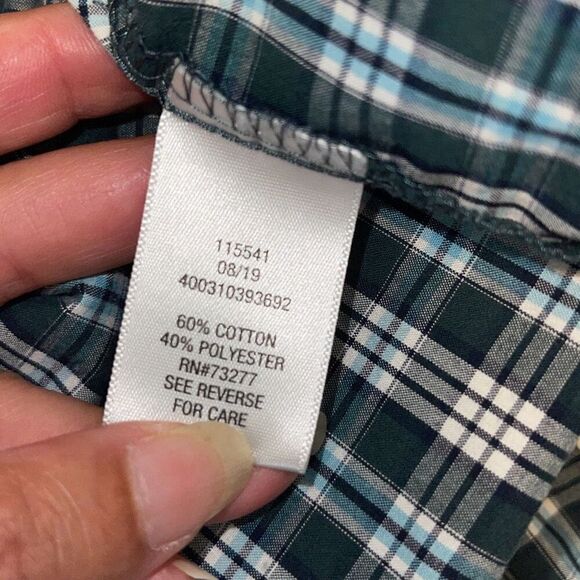 115541
08/19
400310393692
60% COTTON
40% POLYESTER
RN#73277
SEE REVERSE
FOR CARE